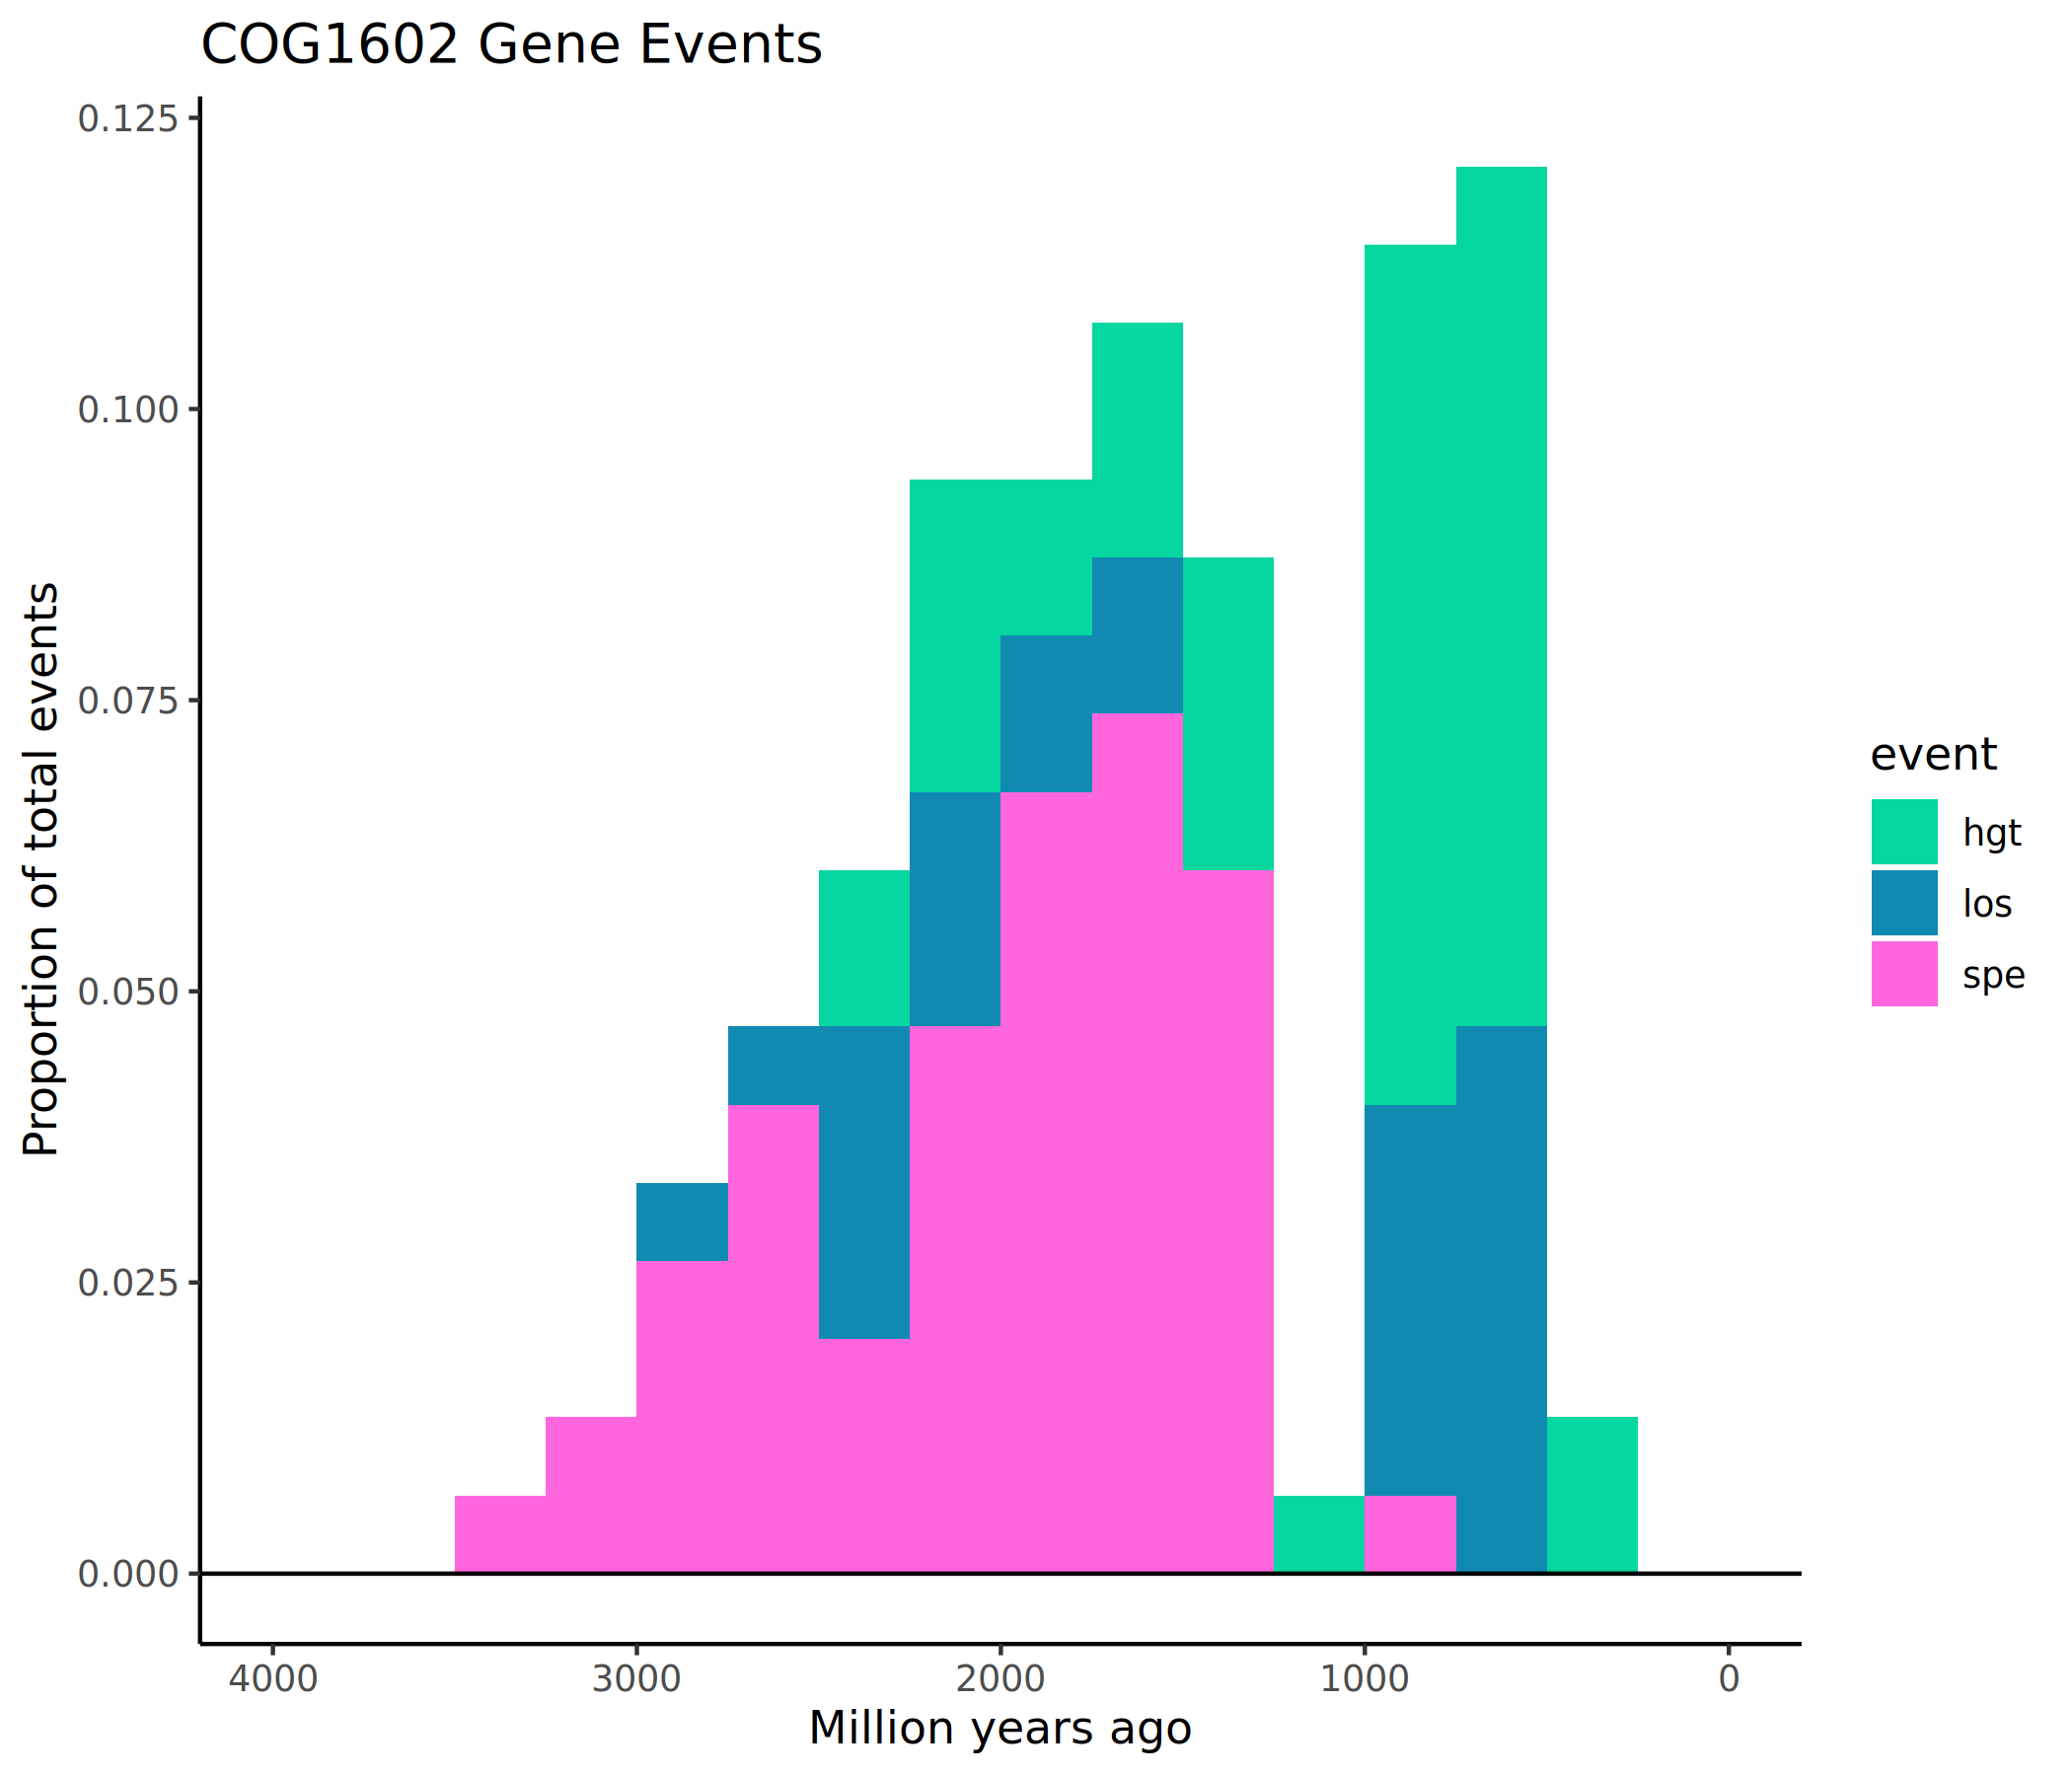 COG1602 Gene Events
0.125
0.100
0.075
0.050
0.025
0.000
Proportion of total events
4000 3000 2000 1000 0
Million years ago
event
hgt
los
spe